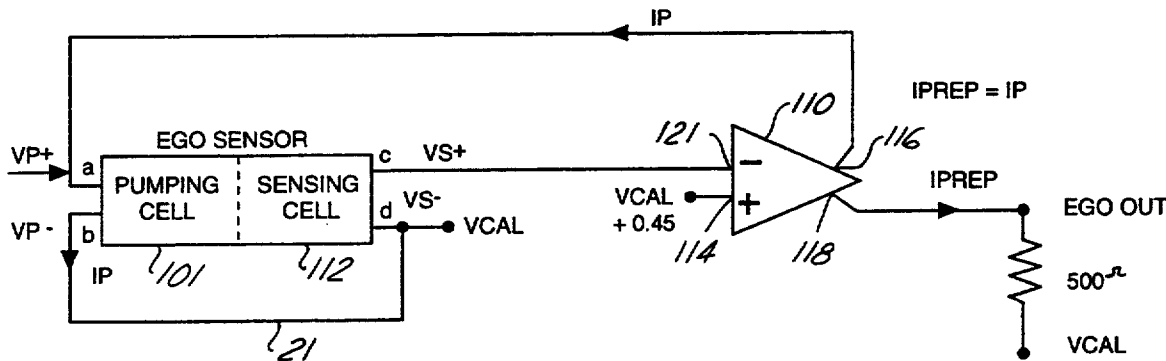 IP
110
IPREP = IP
EGO SENSOR
121
116
VP+
a
c
VS+
PUMPING
CELL
SENSING
CELL
−
IPREP
EGO OUT
VCAL
+ 0.45
+
VP -
b
d
VS-
VCAL
114
118
IP
101
112
500Ω
21
VCAL